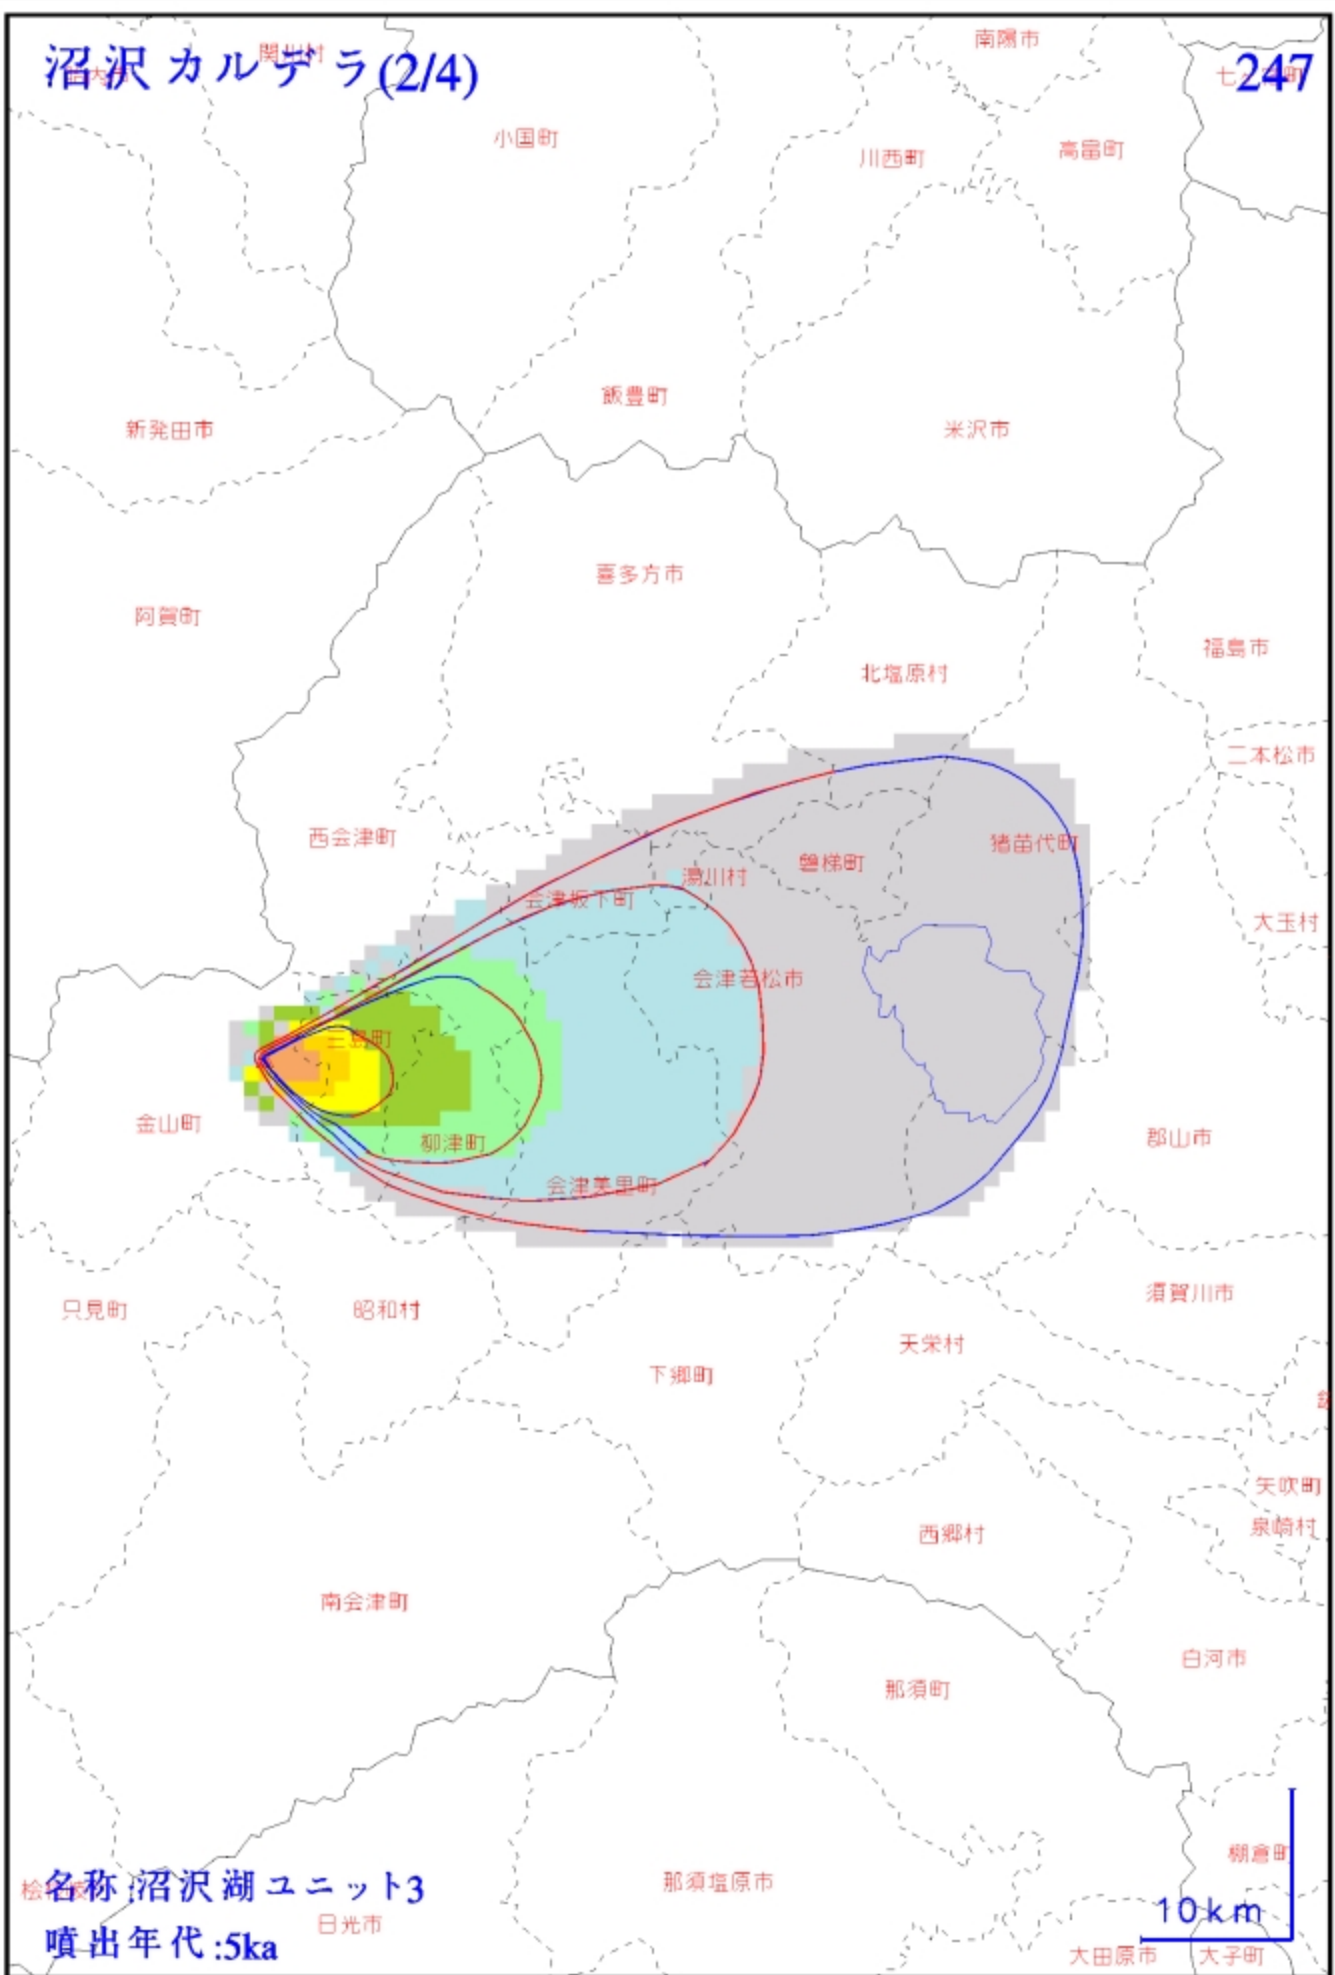 沼沢カルデラ(2/4)
247
関川村
南陽市
小国町
川西町
高畠町
飯豊町
新発田市
米沢市
喜多方市
阿賀町
福島市
北塩原村
二本松市
西会津町
猪苗代町
磐梯町
湯川村
会津坂下町
大玉村
会津若松市
三島町
金山町
柳津町
郡山市
会津美里町
須賀川市
只見町
昭和村
天栄村
下郷町
矢吹町
泉崎村
西郷村
南会津町
白河市
那須町
棚倉町
那須塩原市
名称:沼沢湖ユニット3
10km
日光市
噴出年代:5ka
大田原市
大子町